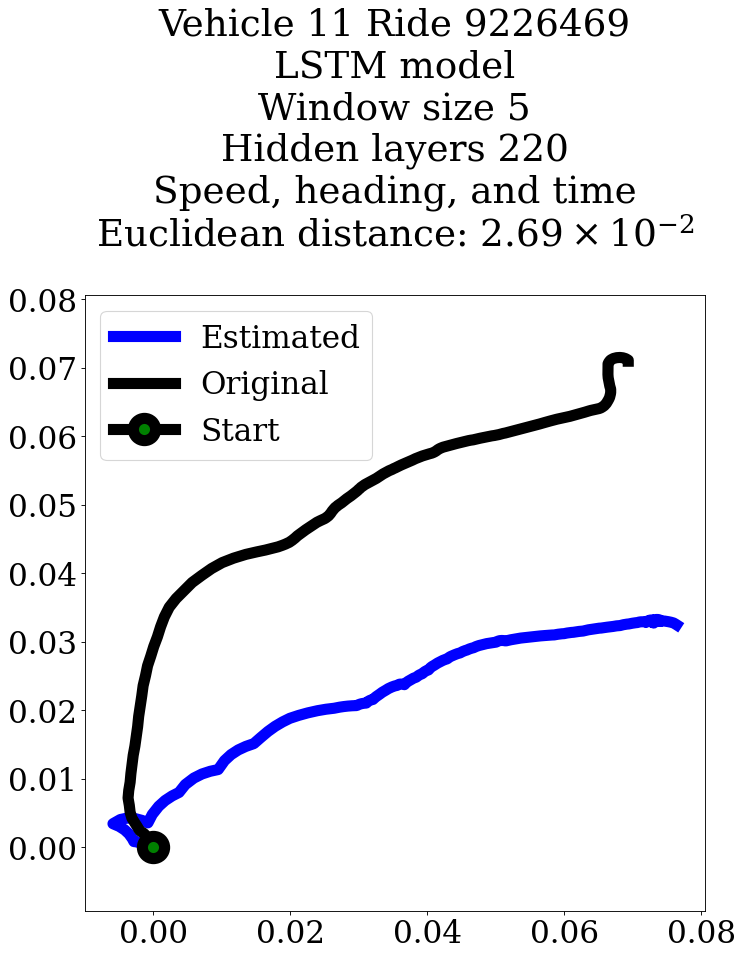 Vehicle 11 Ride 9226469
LSTM model
Window size 5
Hidden layers 220
Speed, heading, and time
Euclidean distance: 2.69 × 10⁻²
0.08
0.07
0.06
0.05
0.04
0.03
0.02
0.01
0.00
Estimated
Original
Start
0.00 0.02 0.04 0.06 0.08